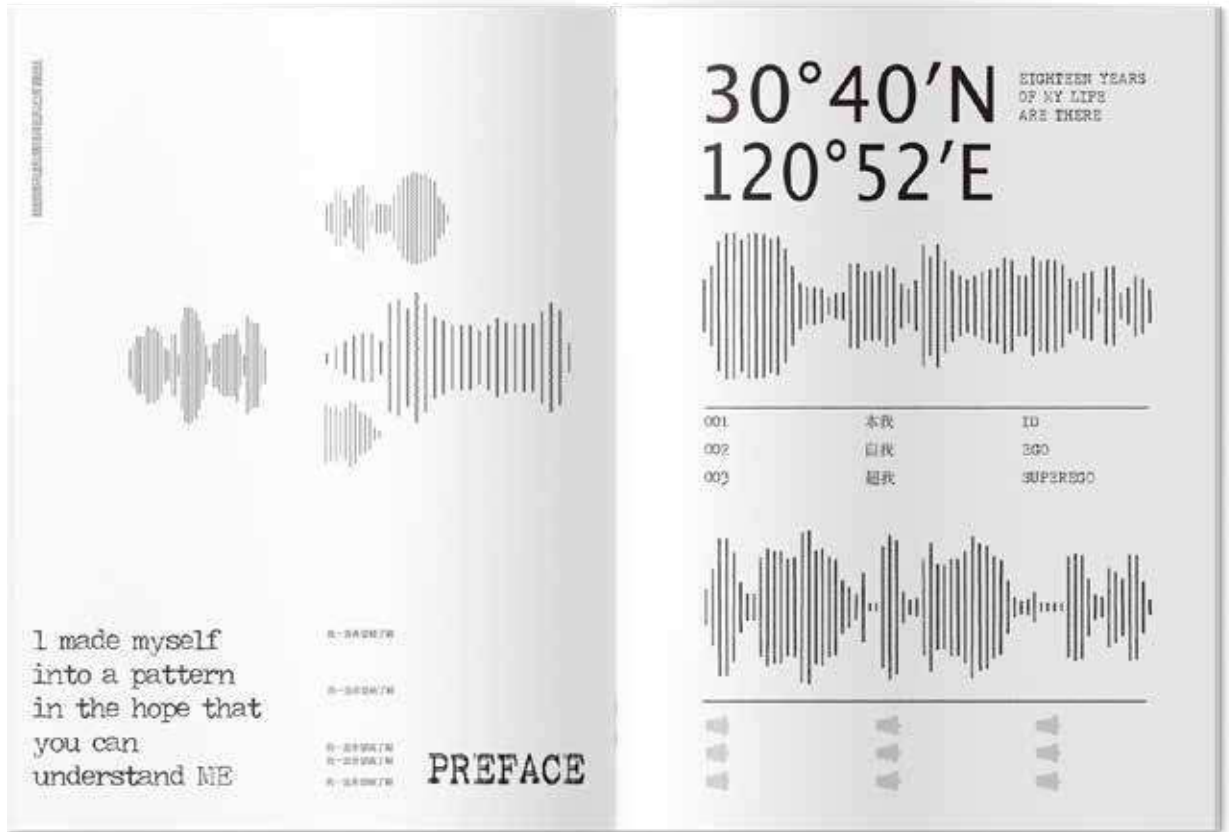 I made myself
into a pattern
in the hope that
you can
understand ME
PREFACE
30°40′N
120°52′E
EIGHTEEN YEARS
OF MY LIFE
ARE THERE
001 本我 ID
002 自我 EGO
003 超我 SUPEREGO